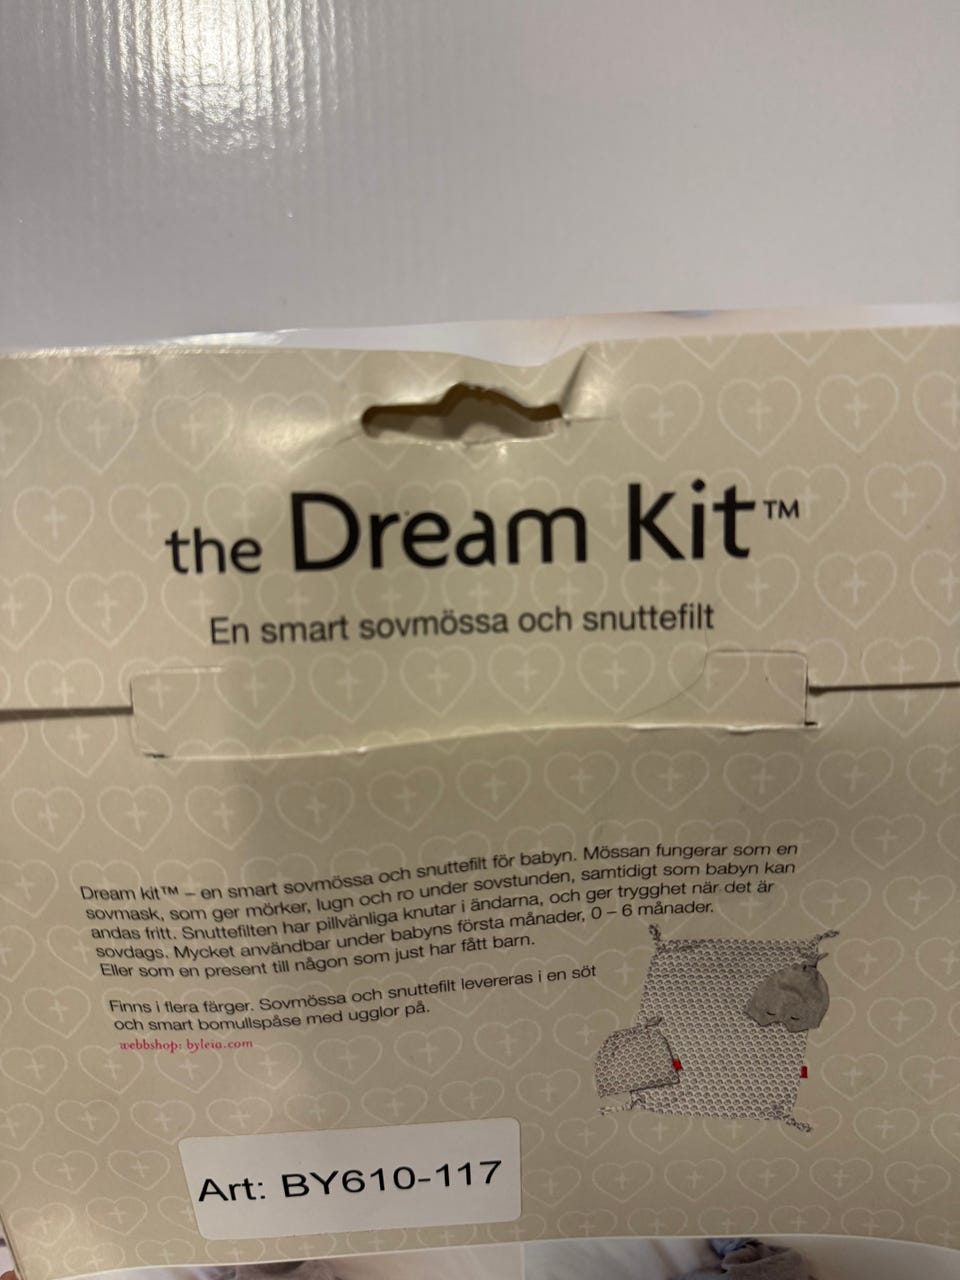 the Dream Kit™
En smart sovmössa och snuttefilt
Dream kit™ – en smart sovmössa och snuttefilt för babyn. Mössan fungerar som en
sovmask, som ger mörker, lugn och ro under sovstunden, samtidigt som babyn kan
andas fritt. Snuttefilten har pillvänliga knutar i ändarna, och ger trygghet när det är
sovdags. Mycket användbar under babyns första månader, 0 – 6 månader.
Eller som en present till någon som just har fått barn.
Finns i flera färger. Sovmössa och snuttefilt levereras i en söt
och smart bomullspåse med ugglor på.
webbshop: byleia.com
Art: BY610-117